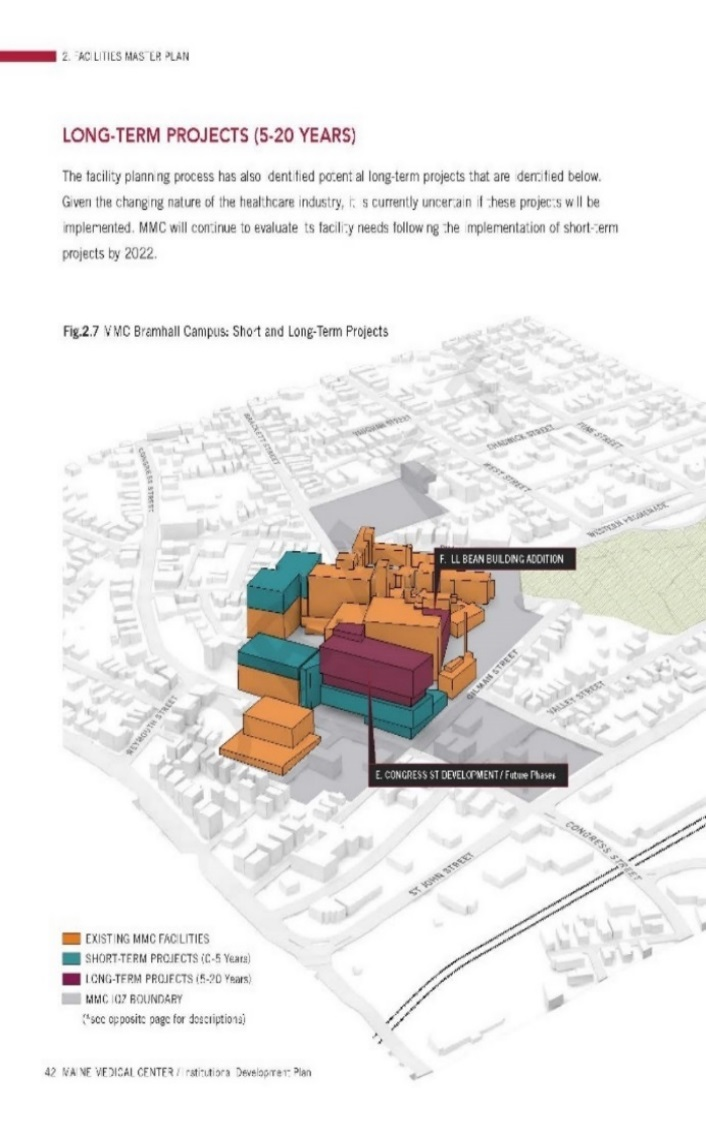 2. FACILITIES MASTER PLAN
LONG-TERM PROJECTS (5-20 YEARS)
The facility planning process has also identified potential long-term projects that are identified below.
Given the changing nature of the healthcare industry, it is currently uncertain if these projects will be
implemented. MMC will continue to evaluate its facility needs following the implementation of short-term
projects by 2022.
Fig.2.7 MMC Bramhall Campus: Short and Long-Term Projects
CONGRESS STREET
BRACKETT STREET
VAUGHAN STREET
CHADWICK STREET
PINE STREET
WEST STREET
WESTERN PROMENADE
F. LL BEAN BUILDING ADDITION
GILMAN STREET
VALLEY STREET
WEYMOUTH STREET
E. CONGRESS ST DEVELOPMENT / Future Phases
CONGRESS STREET
ST JOHN STREET
EXISTING MMC FACILITIES
SHORT-TERM PROJECTS (0-5 Years)
LONG-TERM PROJECTS (5-20 Years)
MMC IOZ BOUNDARY
(*see opposite page for descriptions)
42 MAINE MEDICAL CENTER / Institutional Development Plan